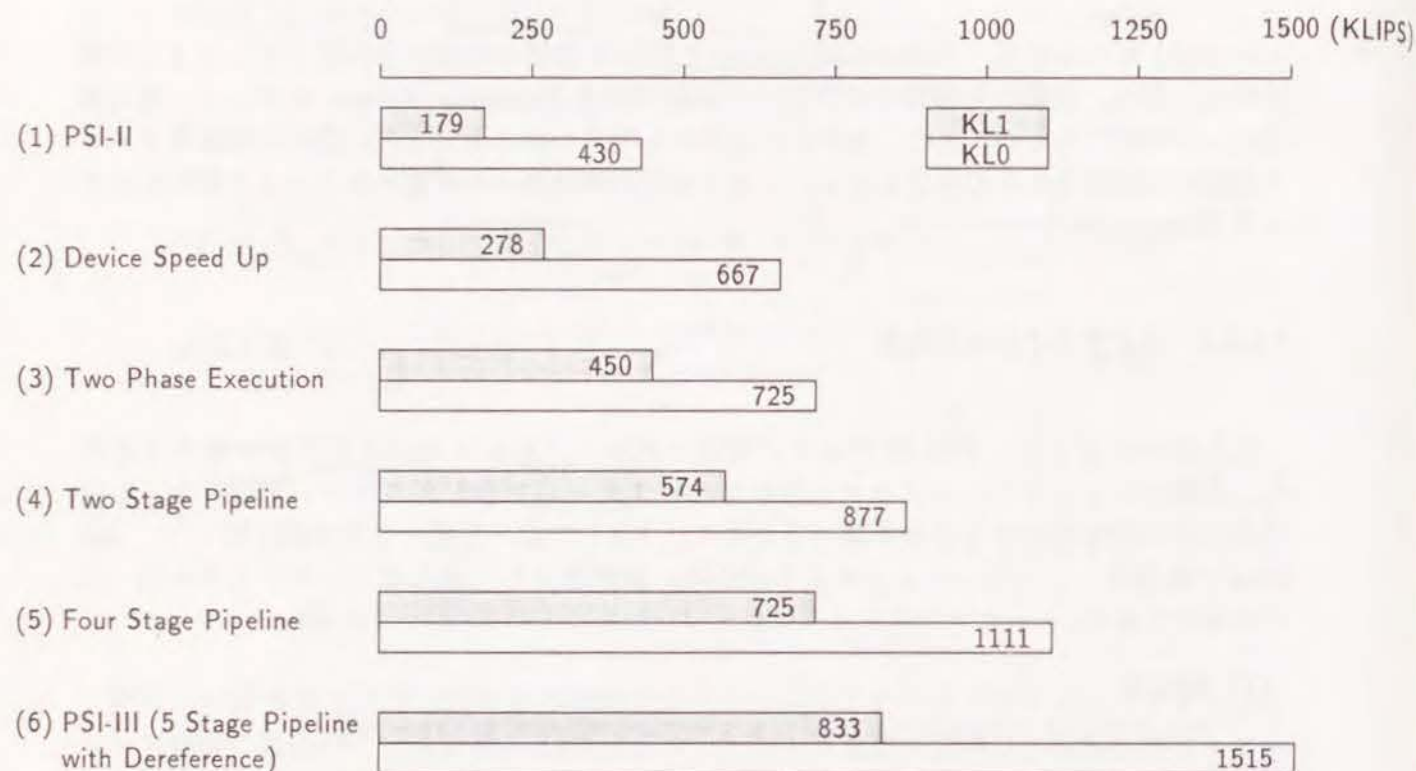 0 250 500 750 1000 1250 1500 (KLIPS)
(1) PSI-II
179
430
KL1
KL0
(2) Device Speed Up
278
667
(3) Two Phase Execution
450
725
(4) Two Stage Pipeline
574
877
(5) Four Stage Pipeline
725
1111
(6) PSI-III (5 Stage Pipeline
with Dereference)
833
1515